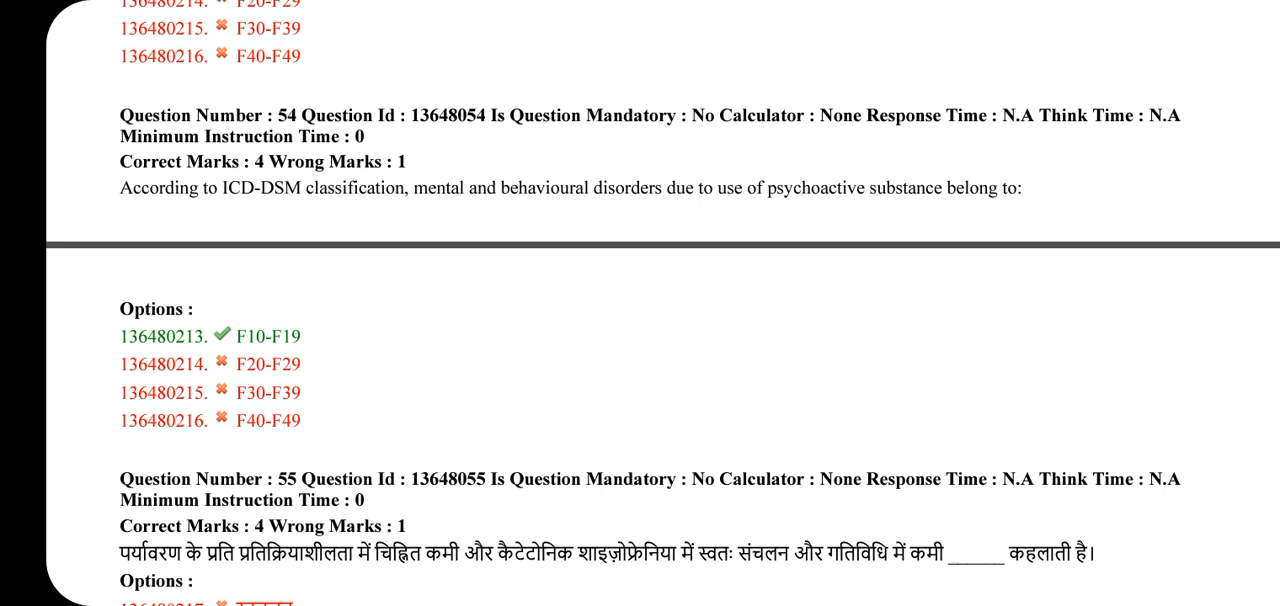 136480214. F20-F29
136480215. F30-F39
136480216. F40-F49
Question Number : 54 Question Id : 13648054 Is Question Mandatory : No Calculator : None Response Time : N.A Think Time : N.A
Minimum Instruction Time : 0
Correct Marks : 4 Wrong Marks : 1
According to ICD-DSM classification, mental and behavioural disorders due to use of psychoactive substance belong to:
Options :
136480213. F10-F19
136480214. F20-F29
136480215. F30-F39
136480216. F40-F49
Question Number : 55 Question Id : 13648055 Is Question Mandatory : No Calculator : None Response Time : N.A Think Time : N.A
Minimum Instruction Time : 0
Correct Marks : 4 Wrong Marks : 1
पर्यावरण के प्रति प्रतिक्रियाशीलता में चिह्नित कमी और कैटेटोनिक शाइज़ोफ्रेनिया में स्वतः संचलन और गतिविधि में कमी ______ कहलाती है।
Options :
136480217.